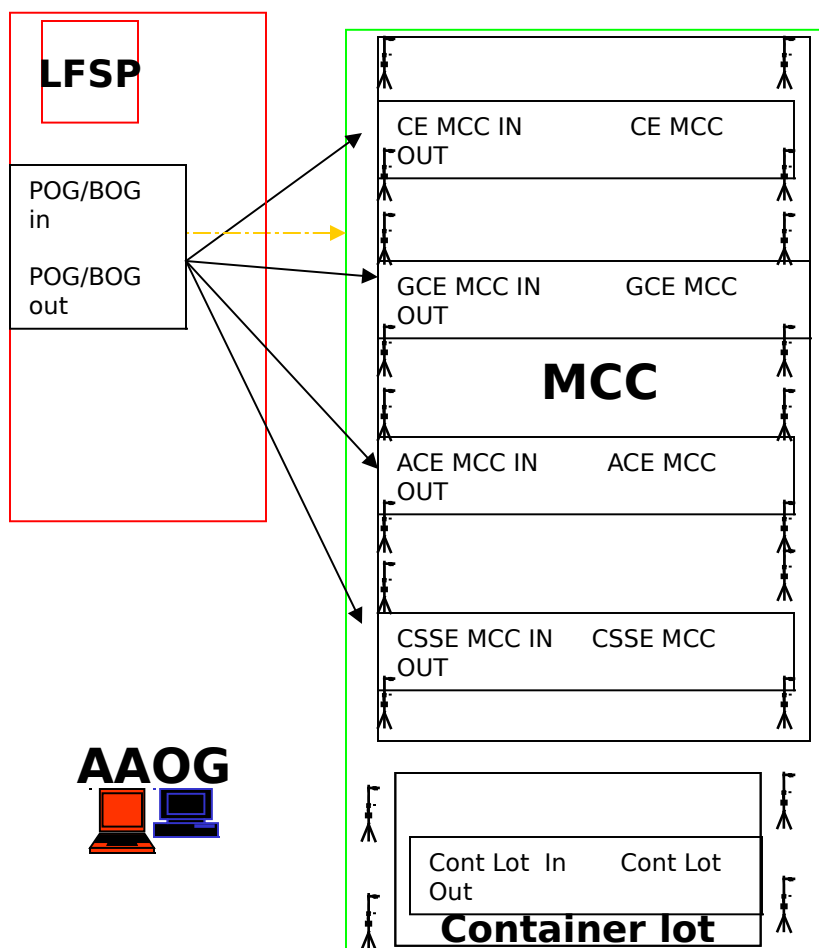 LFSP
POG/BOG
in
POG/BOG
out
CE MCC IN CE MCC
OUT
GCE MCC IN GCE MCC
OUT
MCC
ACE MCC IN ACE MCC
OUT
CSSE MCC IN CSSE MCC
OUT
AAOG
Cont Lot In Cont Lot
Out
Container lot